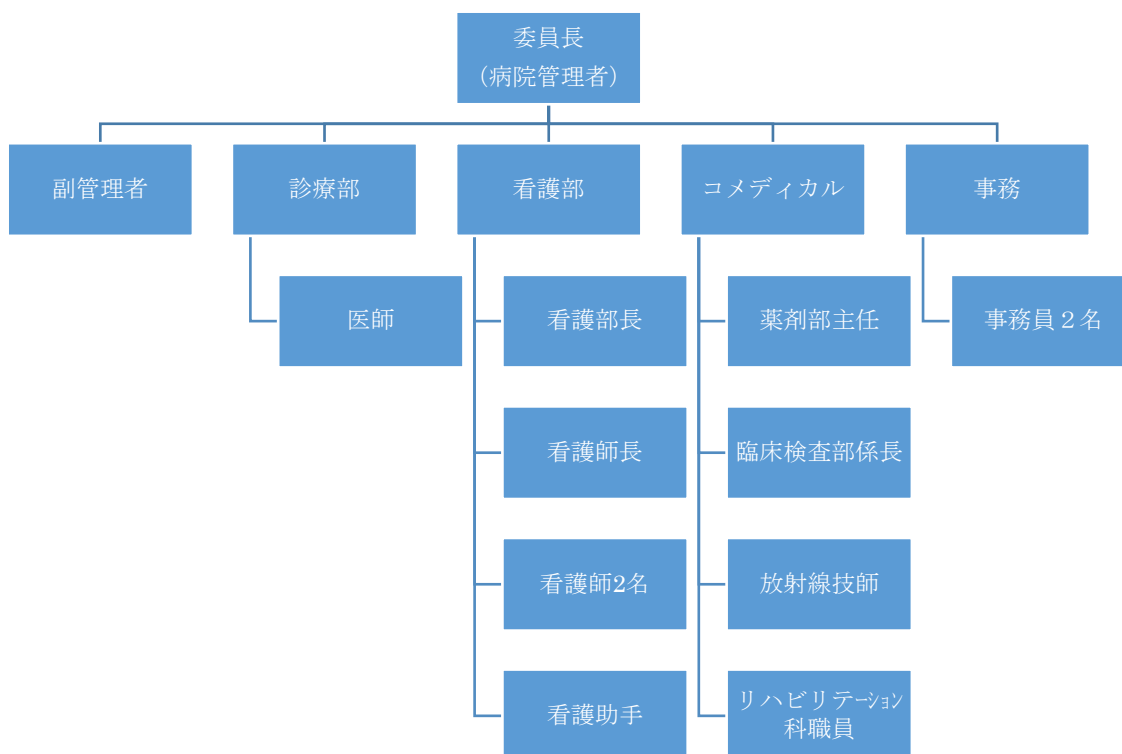 委員長
(病院管理者)
副管理者
診療部
看護部
コメディカル
事務
医師
看護部長
薬剤部主任
事務員２名
看護師長
臨床検査部係長
看護師2名
放射線技師
看護助手
リハビリテーション
科職員